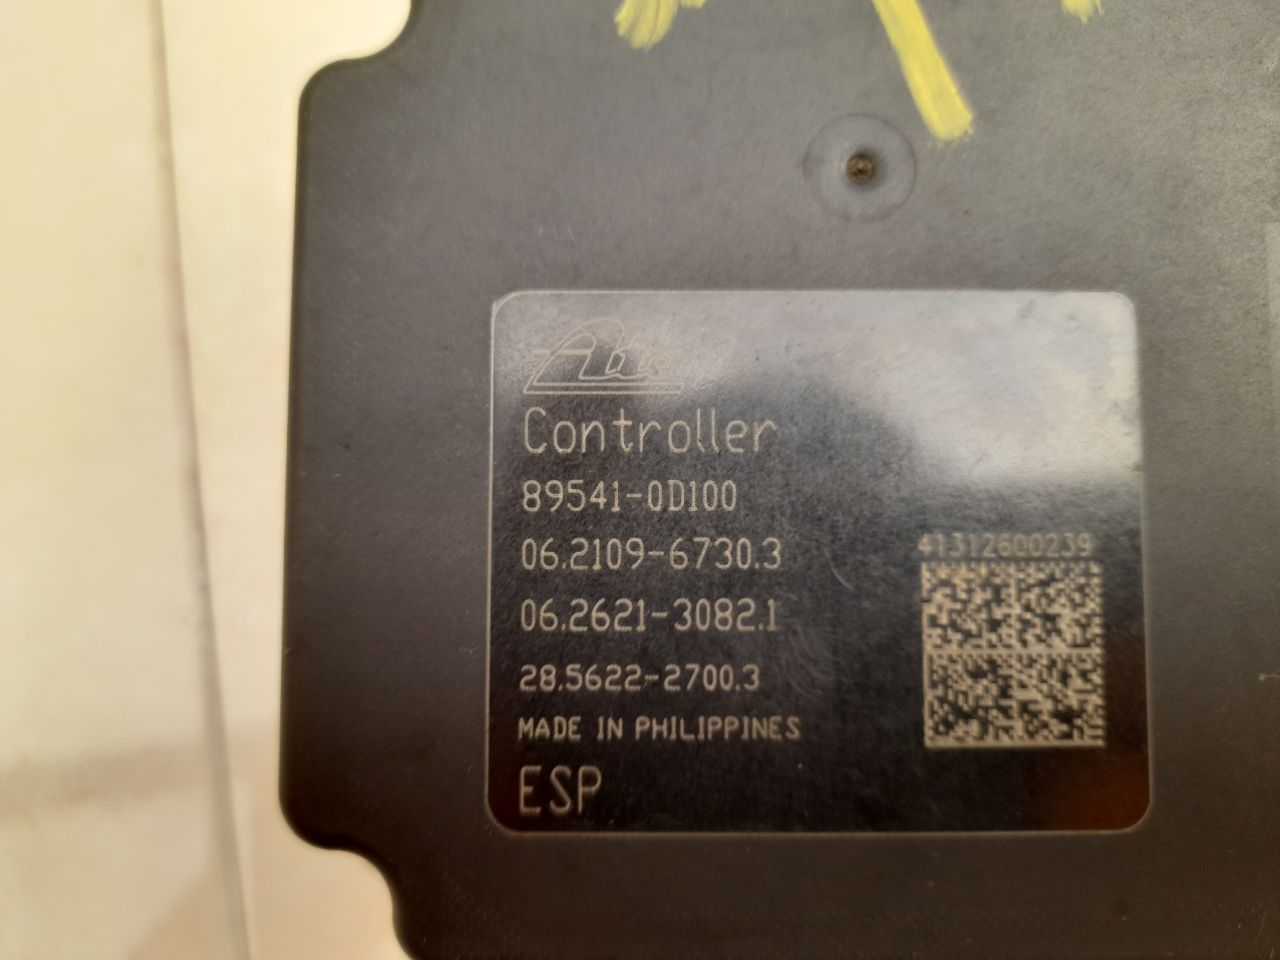 Ate
Controller
89541-0D100
06.2109-6730.3
06.2621-3082.1
28.5622-2700.3
MADE IN PHILIPPINES
ESP
41312600239